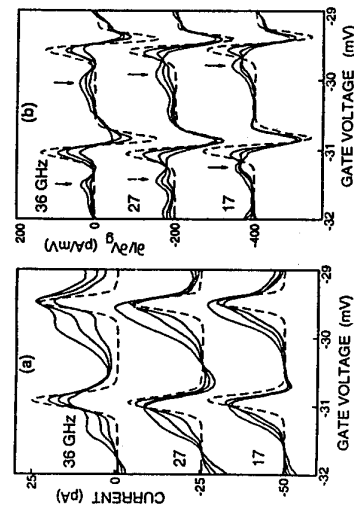 (a)
CURRENT (pA)
25
0
-25
-50
36 GHz
27
17
-32
-31
-30
-29
GATE VOLTAGE (mV)
(b)
∂I/∂Vg (pA/mV)
200
0
-200
-400
36 GHz
27
17
-32
-31
-30
-29
GATE VOLTAGE (mV)